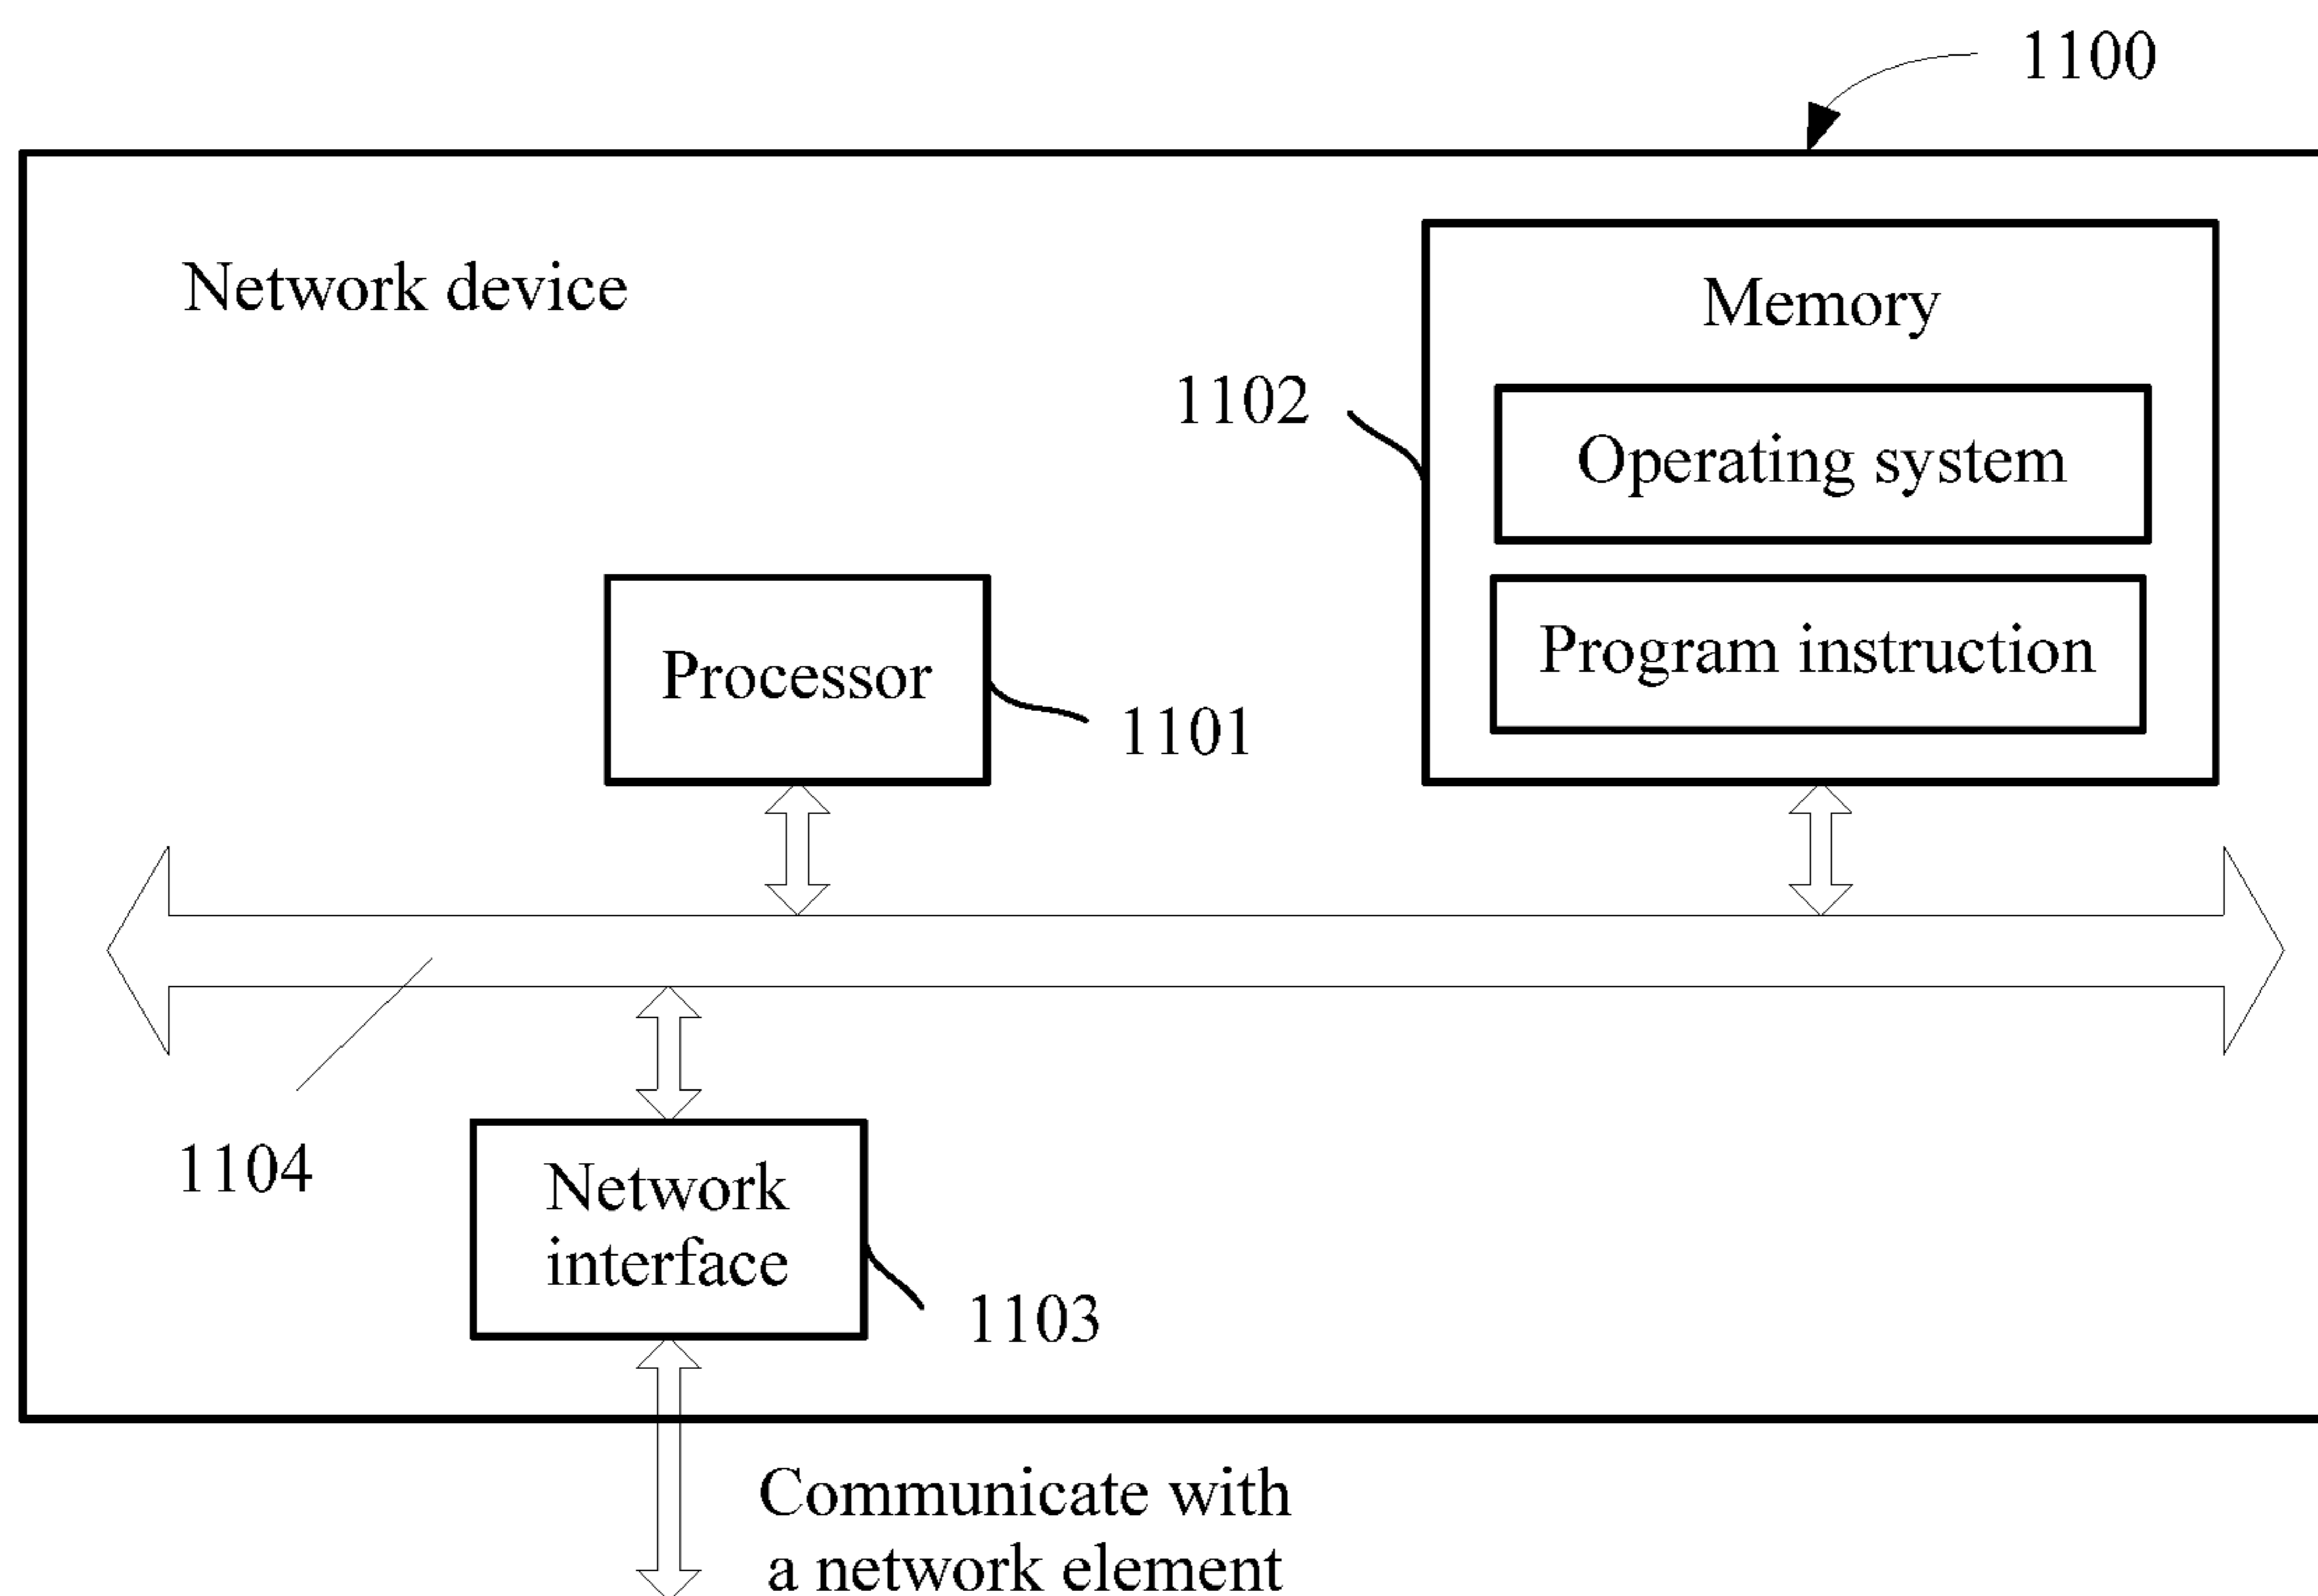 1100
Network device
Memory
1102
Operating system
Program instruction
Processor
1101
1104
Network
interface
1103
Communicate with
a network element